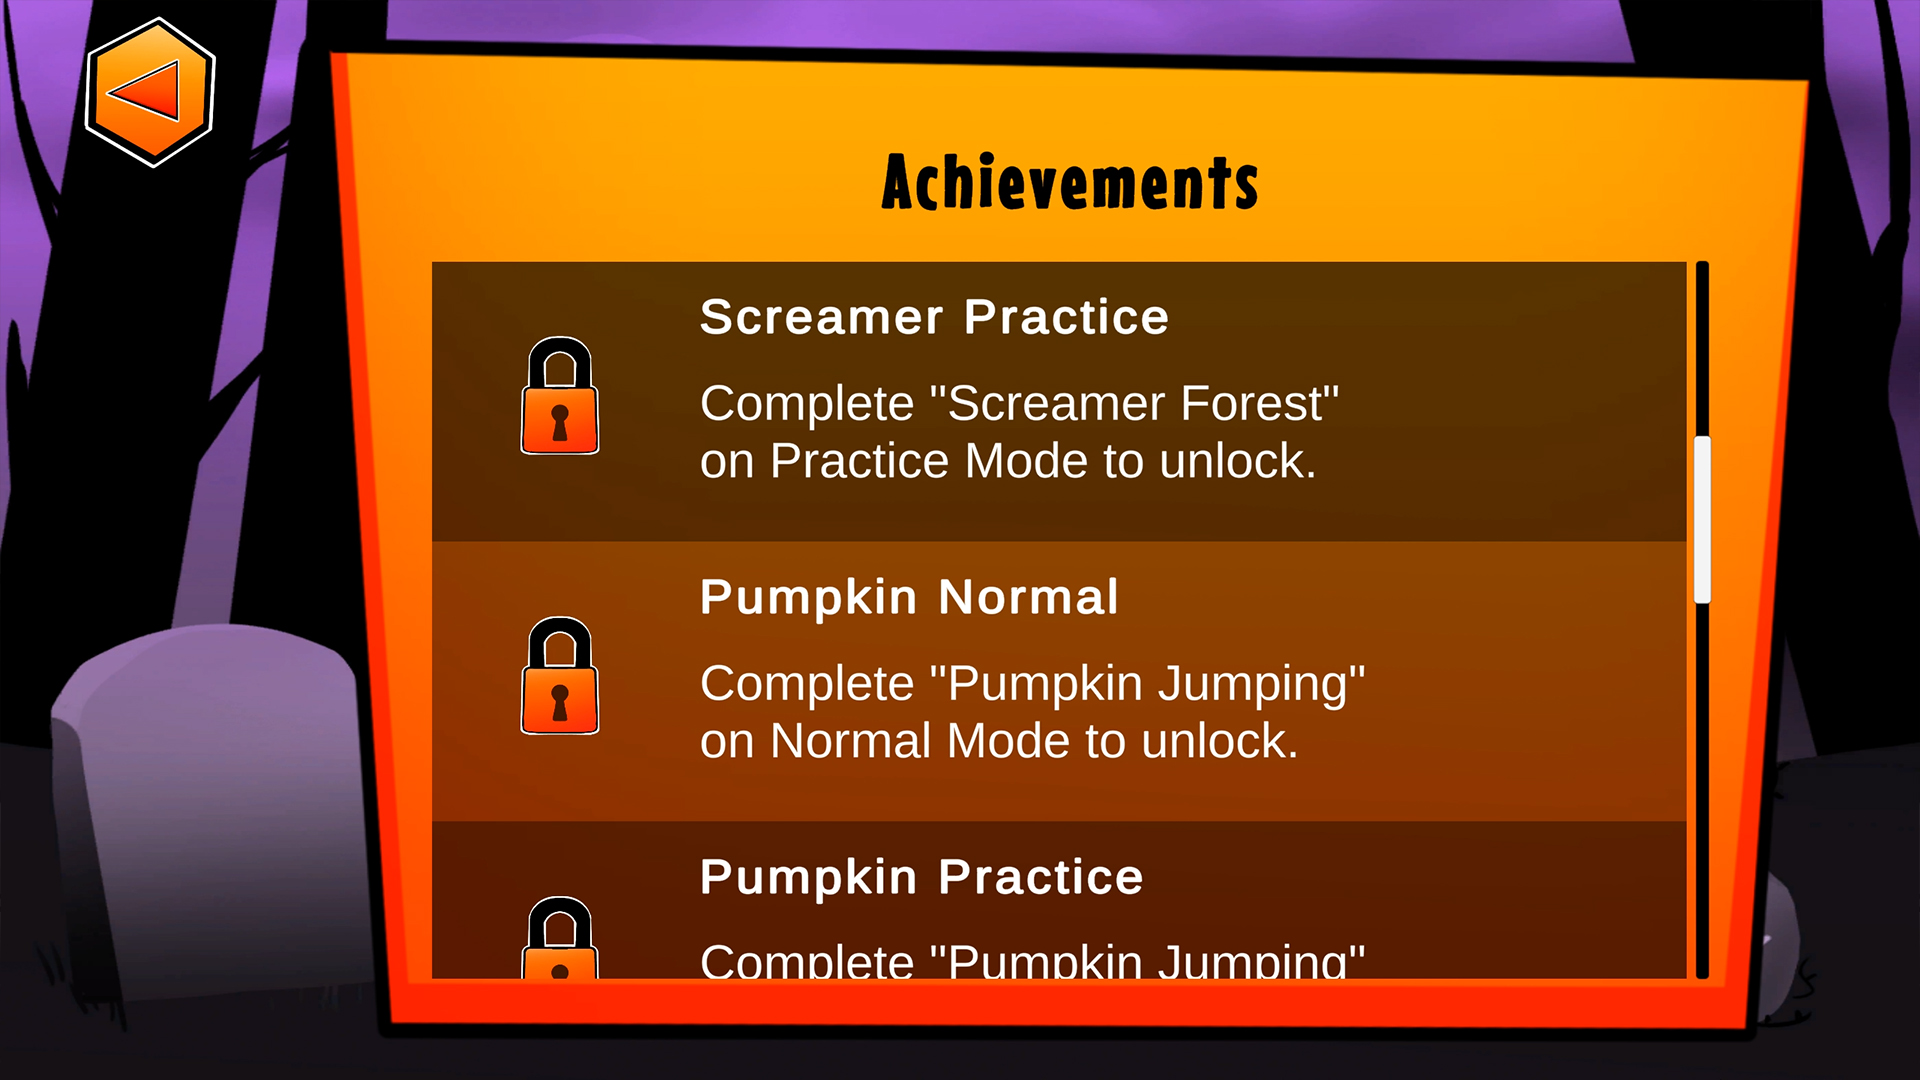 Achievements
Screamer Practice
Complete "Screamer Forest"
on Practice Mode to unlock.
Pumpkin Normal
Complete "Pumpkin Jumping"
on Normal Mode to unlock.
Pumpkin Practice
Complete "Pumpkin Jumping"